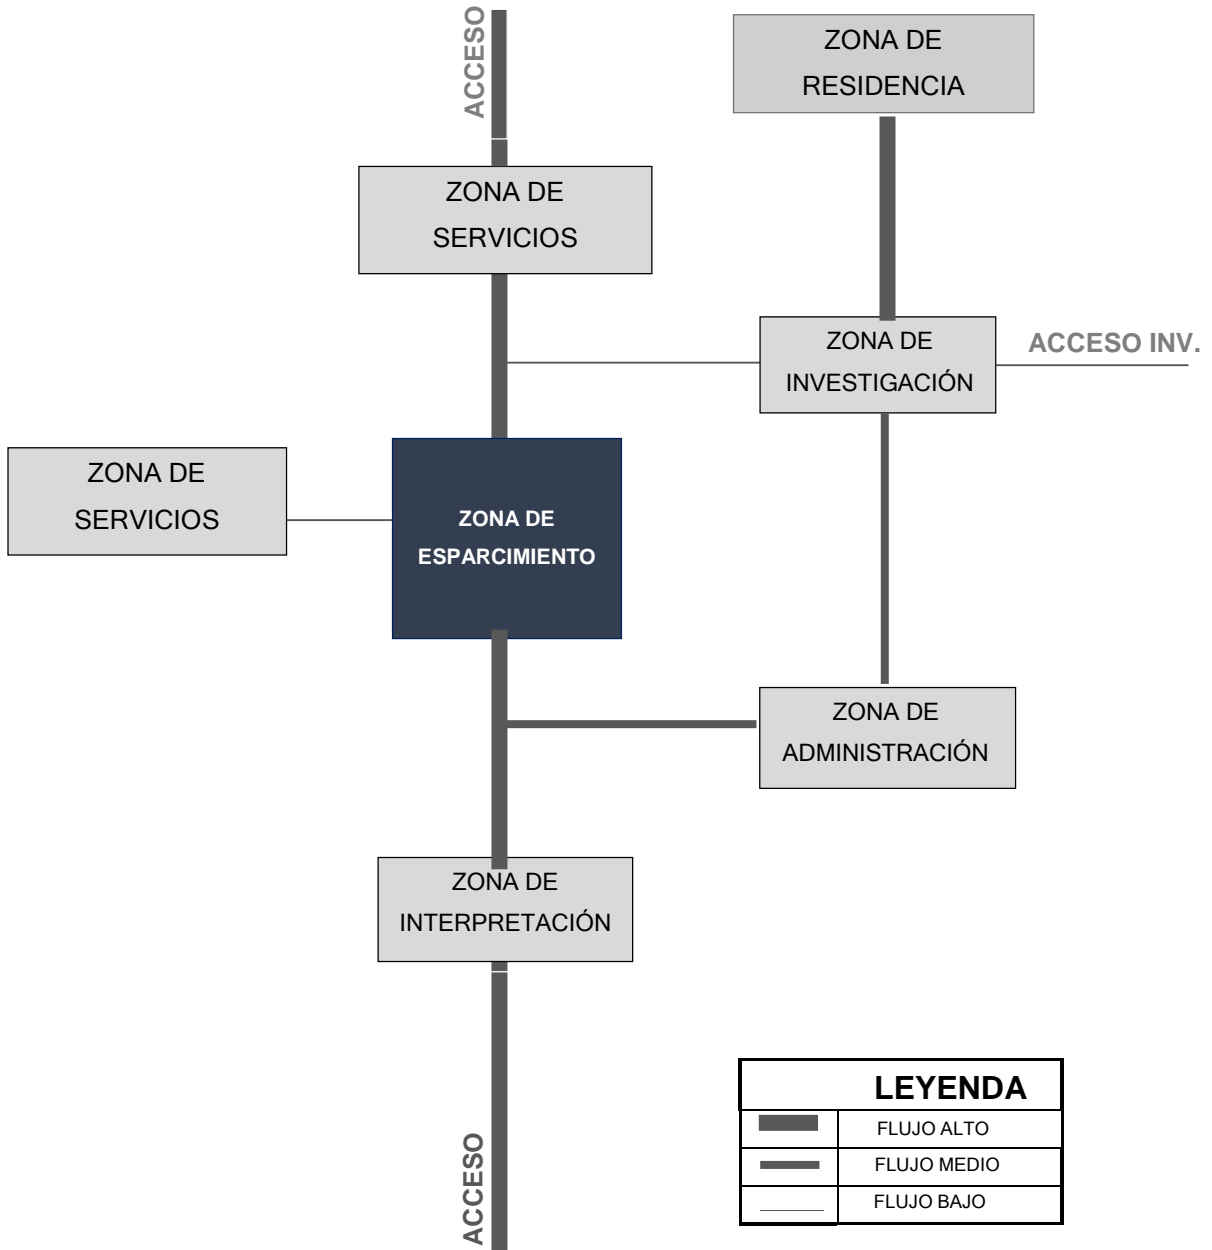 ACCESO
ZONA DE
RESIDENCIA
ZONA DE
SERVICIOS
ZONA DE
INVESTIGACIÓN
ACCESO INV.
ZONA DE
SERVICIOS
ZONA DE
ESPARCIMIENTO
ZONA DE
ADMINISTRACIÓN
ZONA DE
INTERPRETACIÓN
ACCESO
LEYENDA
FLUJO ALTO
FLUJO MEDIO
FLUJO BAJO